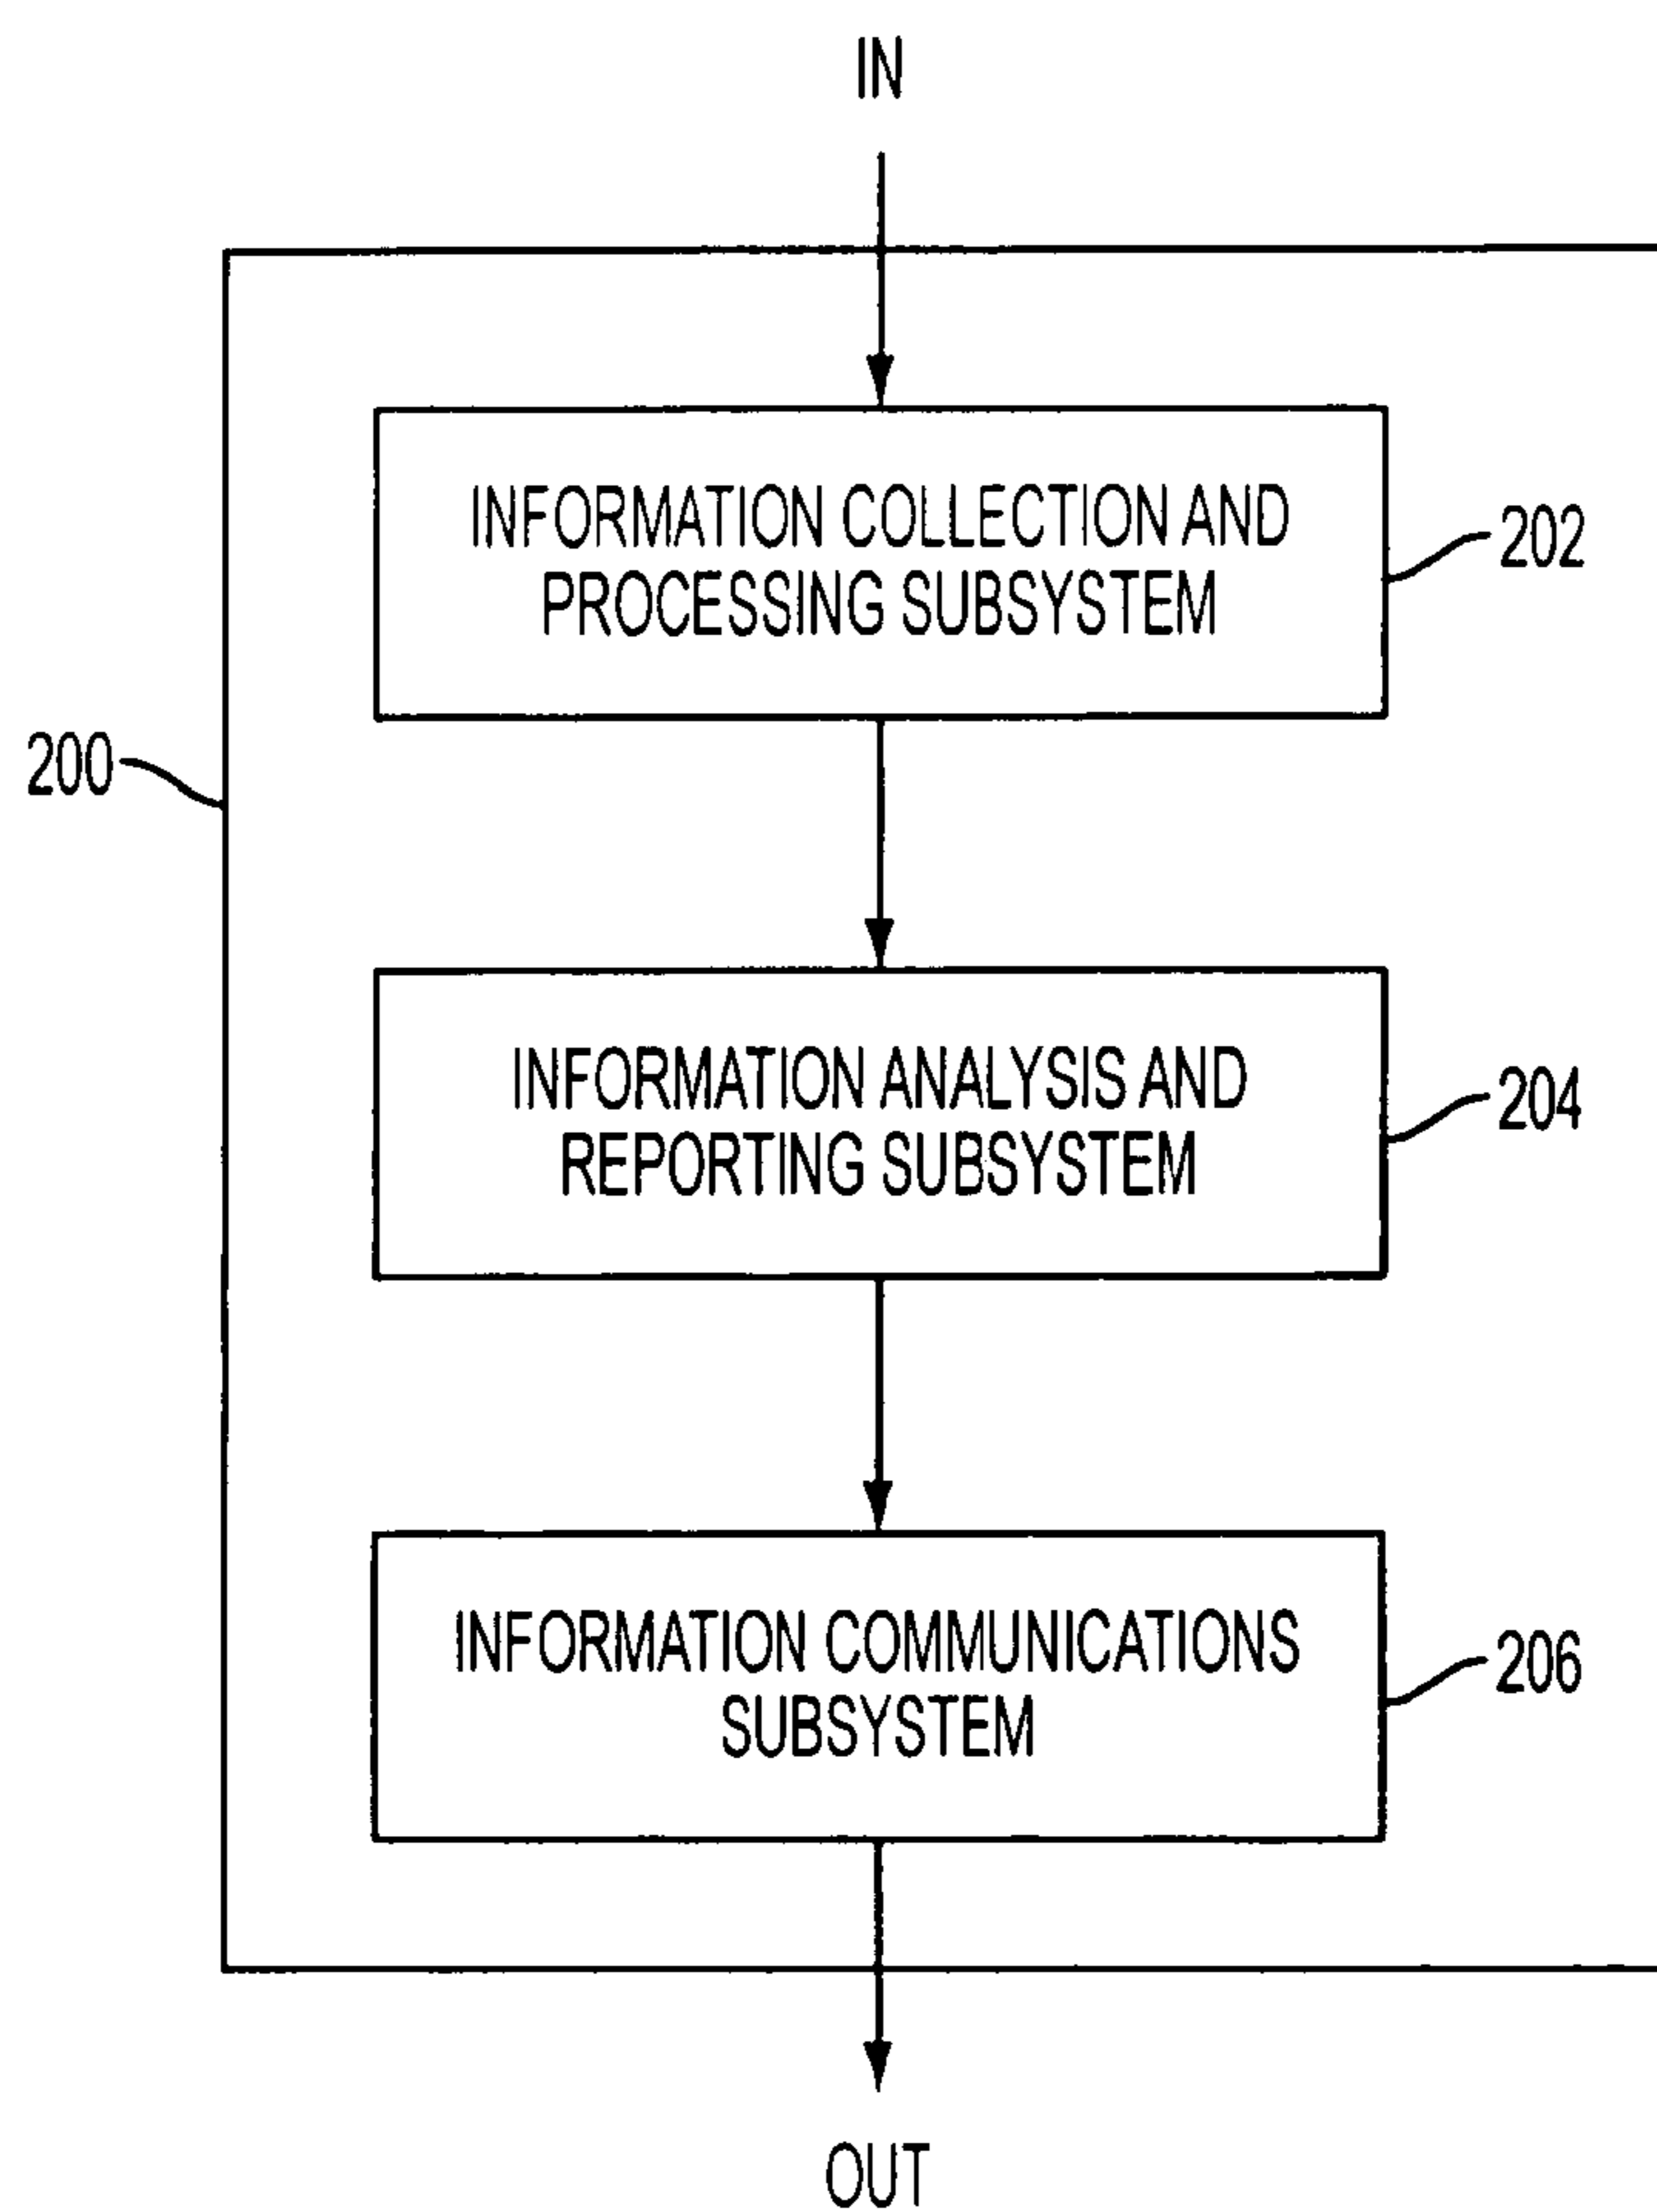 IN
INFORMATION COLLECTION AND
PROCESSING SUBSYSTEM
202
200
INFORMATION ANALYSIS AND
REPORTING SUBSYSTEM
204
INFORMATION COMMUNICATIONS
SUBSYSTEM
206
OUT